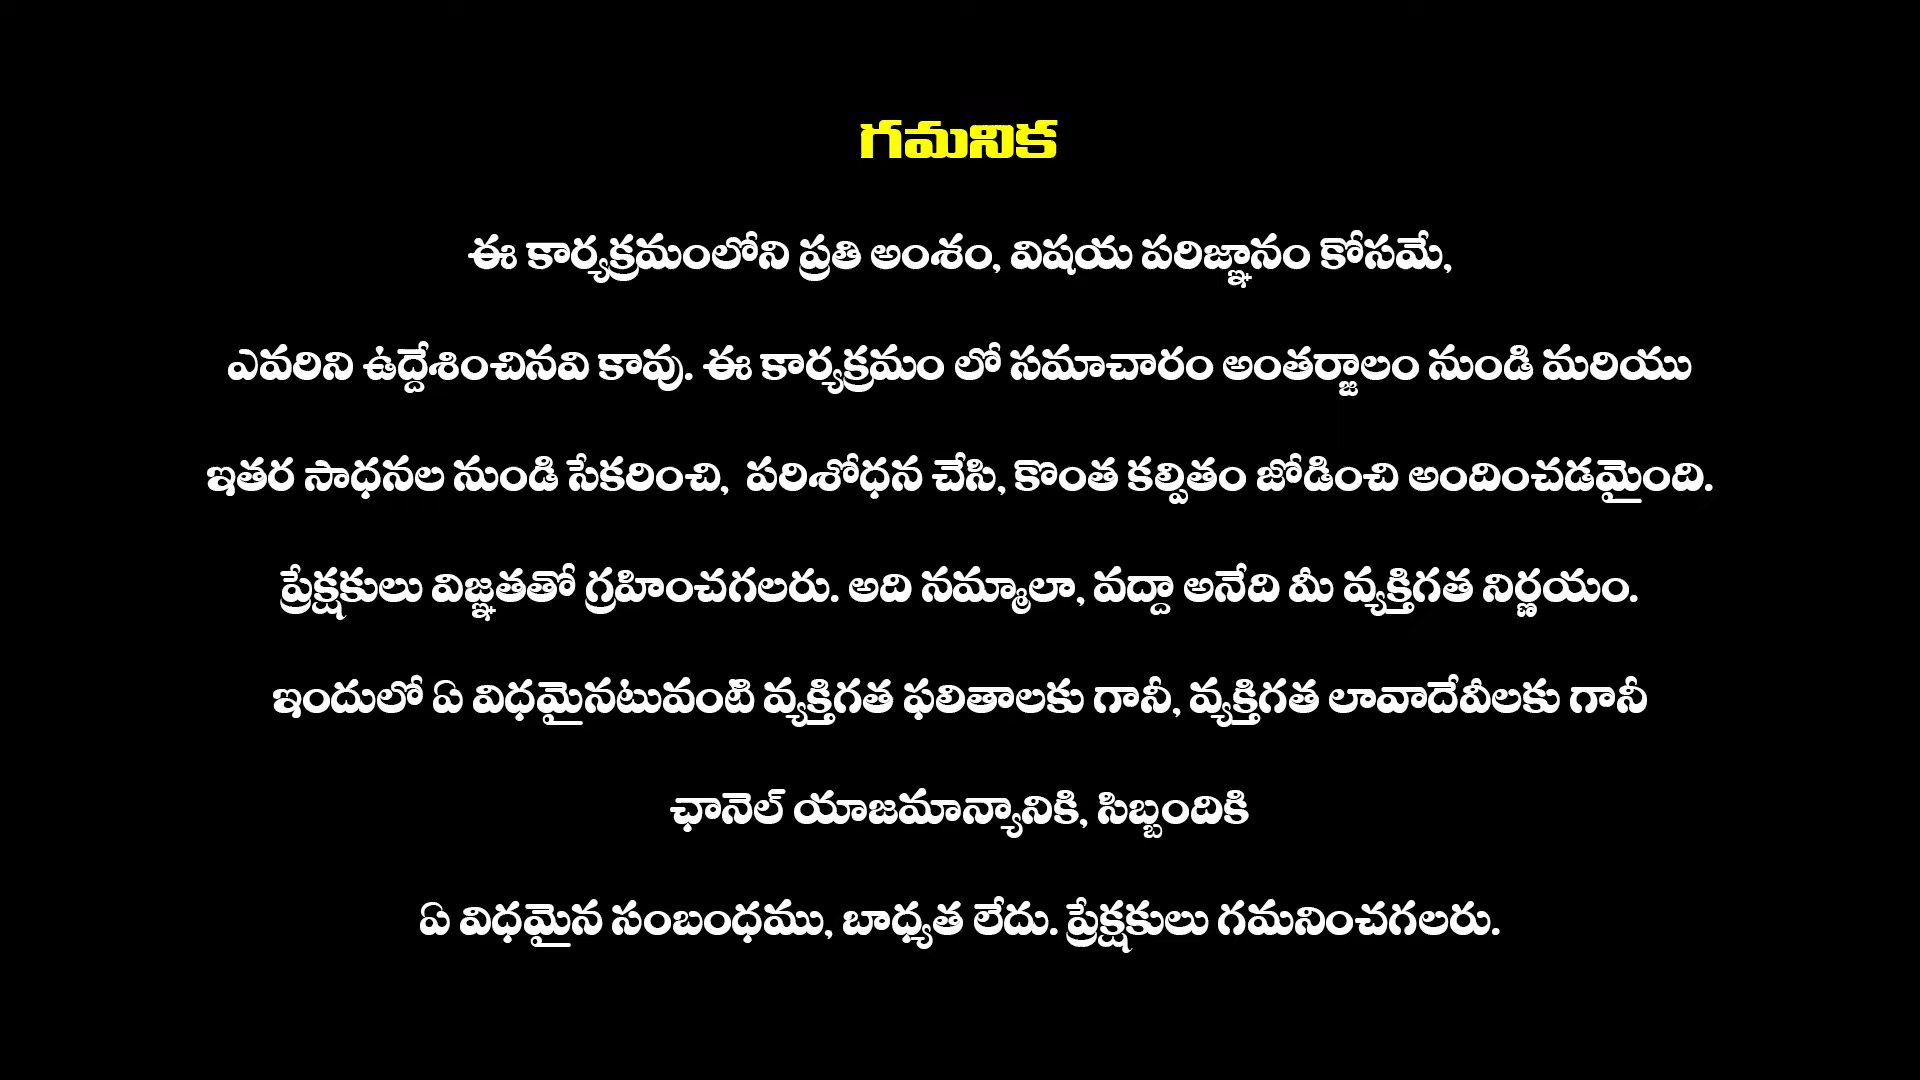 గమనిక
ఈ కార్యక్రమంలోని ప్రతి అంశం, విషయ పరిజ్ఞానం కోసమే,
ఎవరిని ఉద్దేశించినవి కావు. ఈ కార్యక్రమం లో సమాచారం అంతర్జాలం నుండి మరియు
ఇతర సాధనల నుండి సేకరించి, పరిశోధన చేసి, కొంత కల్పితం జోడించి అందించడమైంది.
ప్రేక్షకులు విజ్ఞతతో గ్రహించగలరు. అది నమ్మాలా, వద్దా అనేది మీ వ్యక్తిగత నిర్ణయం.
ఇందులో ఏ విధమైనటువంటి వ్యక్తిగత ఫలితాలకు గానీ, వ్యక్తిగత లావాదేవీలకు గానీ
ఛానెల్ యాజమాన్యానికి, సిబ్బందికి
ఏ విధమైన సంబంధము, బాధ్యత లేదు. ప్రేక్షకులు గమనించగలరు.